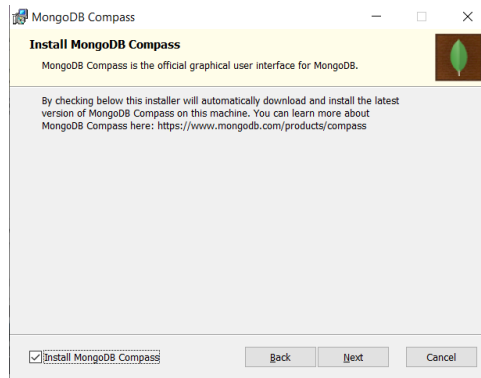 MongoDB Compass
Install MongoDB Compass
MongoDB Compass is the official graphical user interface for MongoDB.
By checking below this installer will automatically download and install the latest
version of MongoDB Compass on this machine. You can learn more about
MongoDB Compass here: https://www.mongodb.com/products/compass
Install MongoDB Compass
Back
Next
Cancel